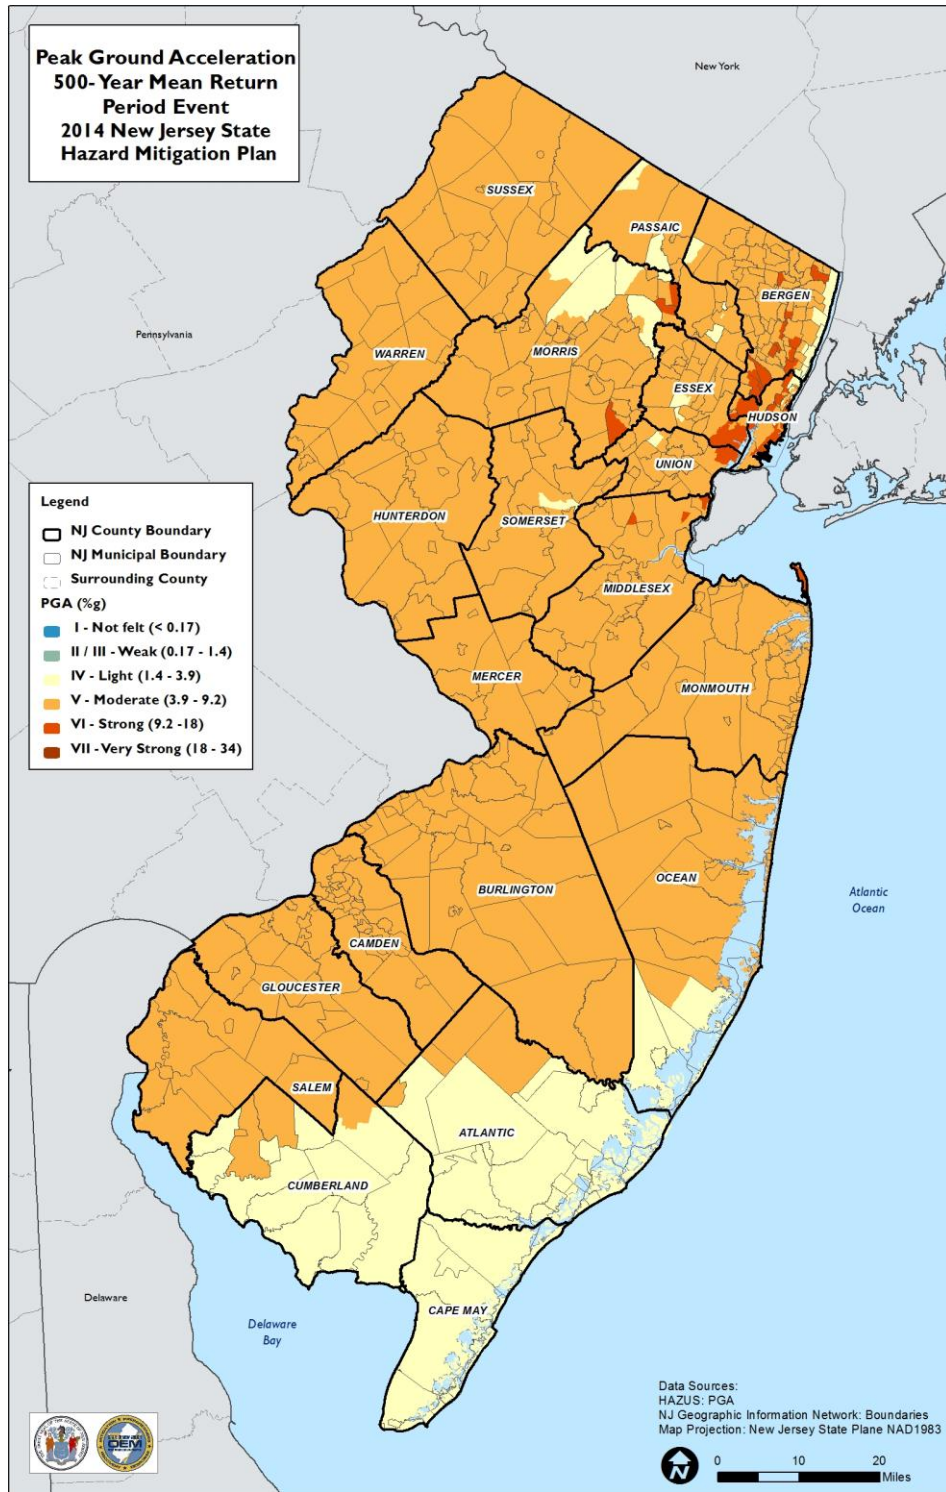 Peak Ground Acceleration
500- Year Mean Return
Period Event
2014 New Jersey State
Hazard Mitigation Plan
New York
SUSSEX
PASSAIC
BERGEN
Pennsylvania
WARREN
MORRIS
ESSEX
HUDSON
UNION
HUNTERDON
SOMERSET
MIDDLESEX
MERCER
MONMOUTH
Legend
NJ County Boundary
NJ Municipal Boundary
Surrounding County
PGA (%g)
I - Not felt (< 0.17)
II / III - Weak (0.17 - 1.4)
IV - Light (1.4 - 3.9)
V - Moderate (3.9 - 9.2)
VI - Strong (9.2 -18)
VII - Very Strong (18 - 34)
BURLINGTON
OCEAN
Atlantic
Ocean
CAMDEN
GLOUCESTER
SALEM
ATLANTIC
CUMBERLAND
CAPE MAY
Delaware
Delaware
Bay
Data Sources:
HAZUS: PGA
NJ Geographic Information Network: Boundaries
Map Projection: New Jersey State Plane NAD1983
OEM
N
0 10 20
Miles